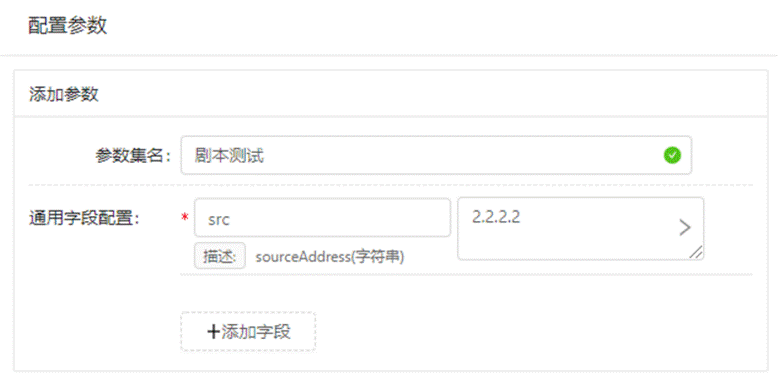 配置参数
添加参数
参数集名:
剧本测试
通用字段配置:
* src
2.2.2.2
描述: sourceAddress(字符串)
+添加字段